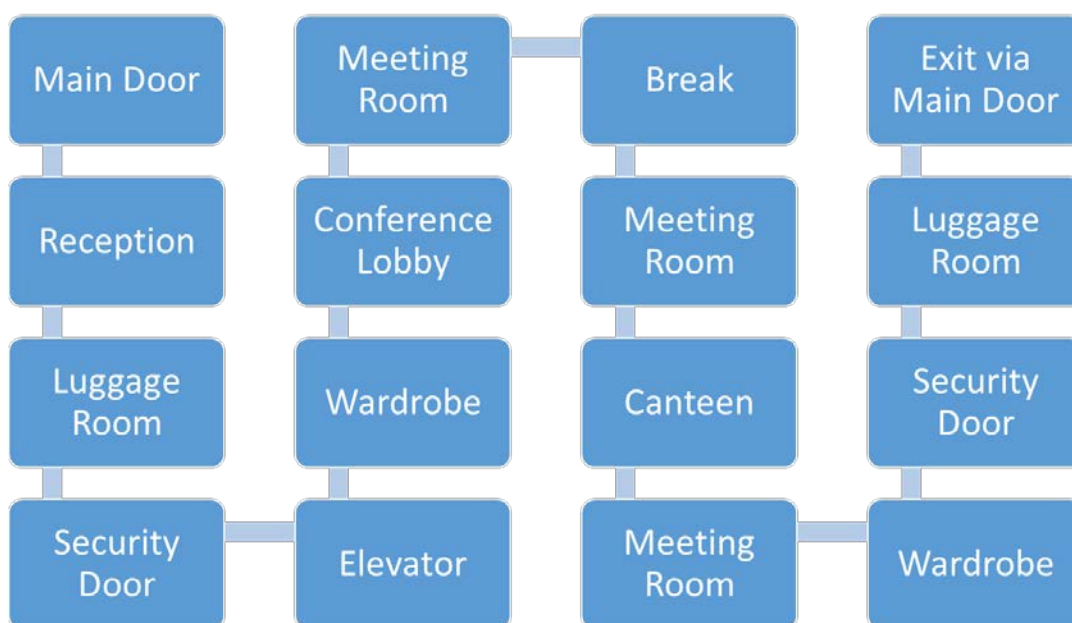 Main Door
Reception
Luggage
Room
Security
Door
Elevator
Wardrobe
Conference
Lobby
Meeting
Room
Break
Meeting
Room
Canteen
Meeting
Room
Wardrobe
Security
Door
Luggage
Room
Exit via
Main Door